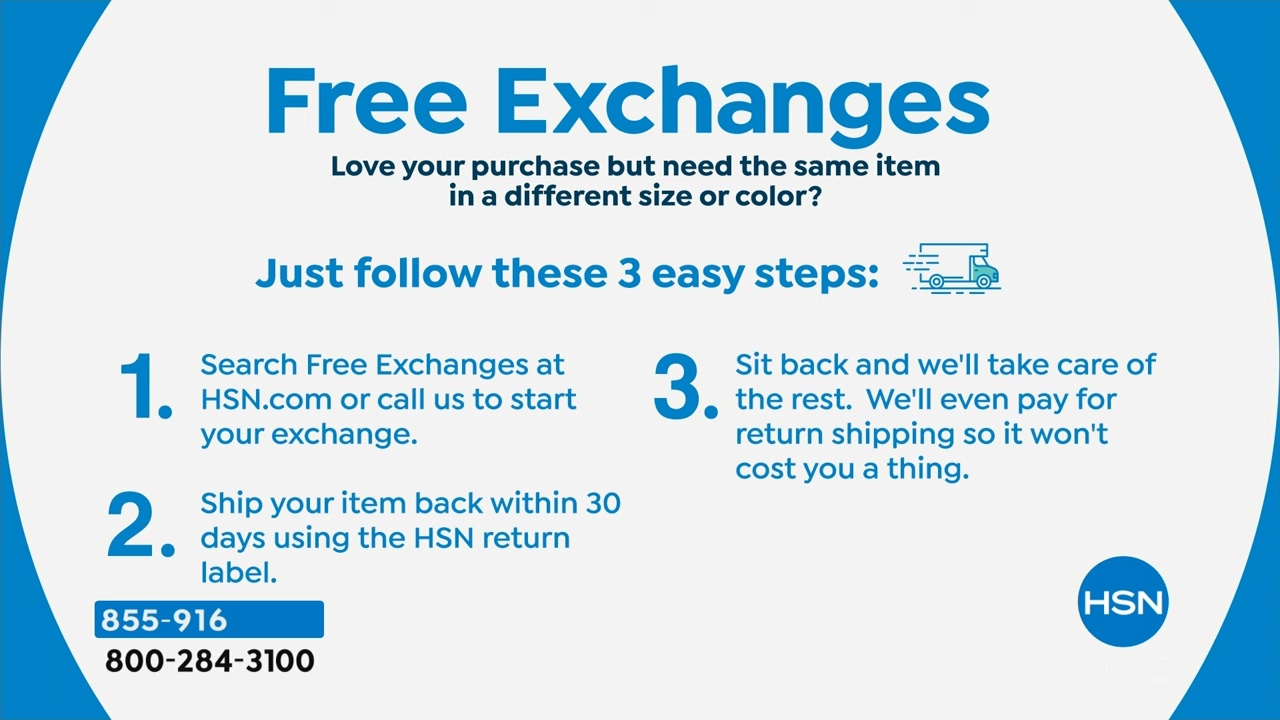 Free Exchanges
Love your purchase but need the same item
in a different size or color?
Just follow these 3 easy steps:
1. Search Free Exchanges at
HSN.com or call us to start
your exchange.
2. Ship your item back within 30
days using the HSN return
label.
3. Sit back and we'll take care of
the rest.  We'll even pay for
return shipping so it won't
cost you a thing.
855-916
800-284-3100
HSN